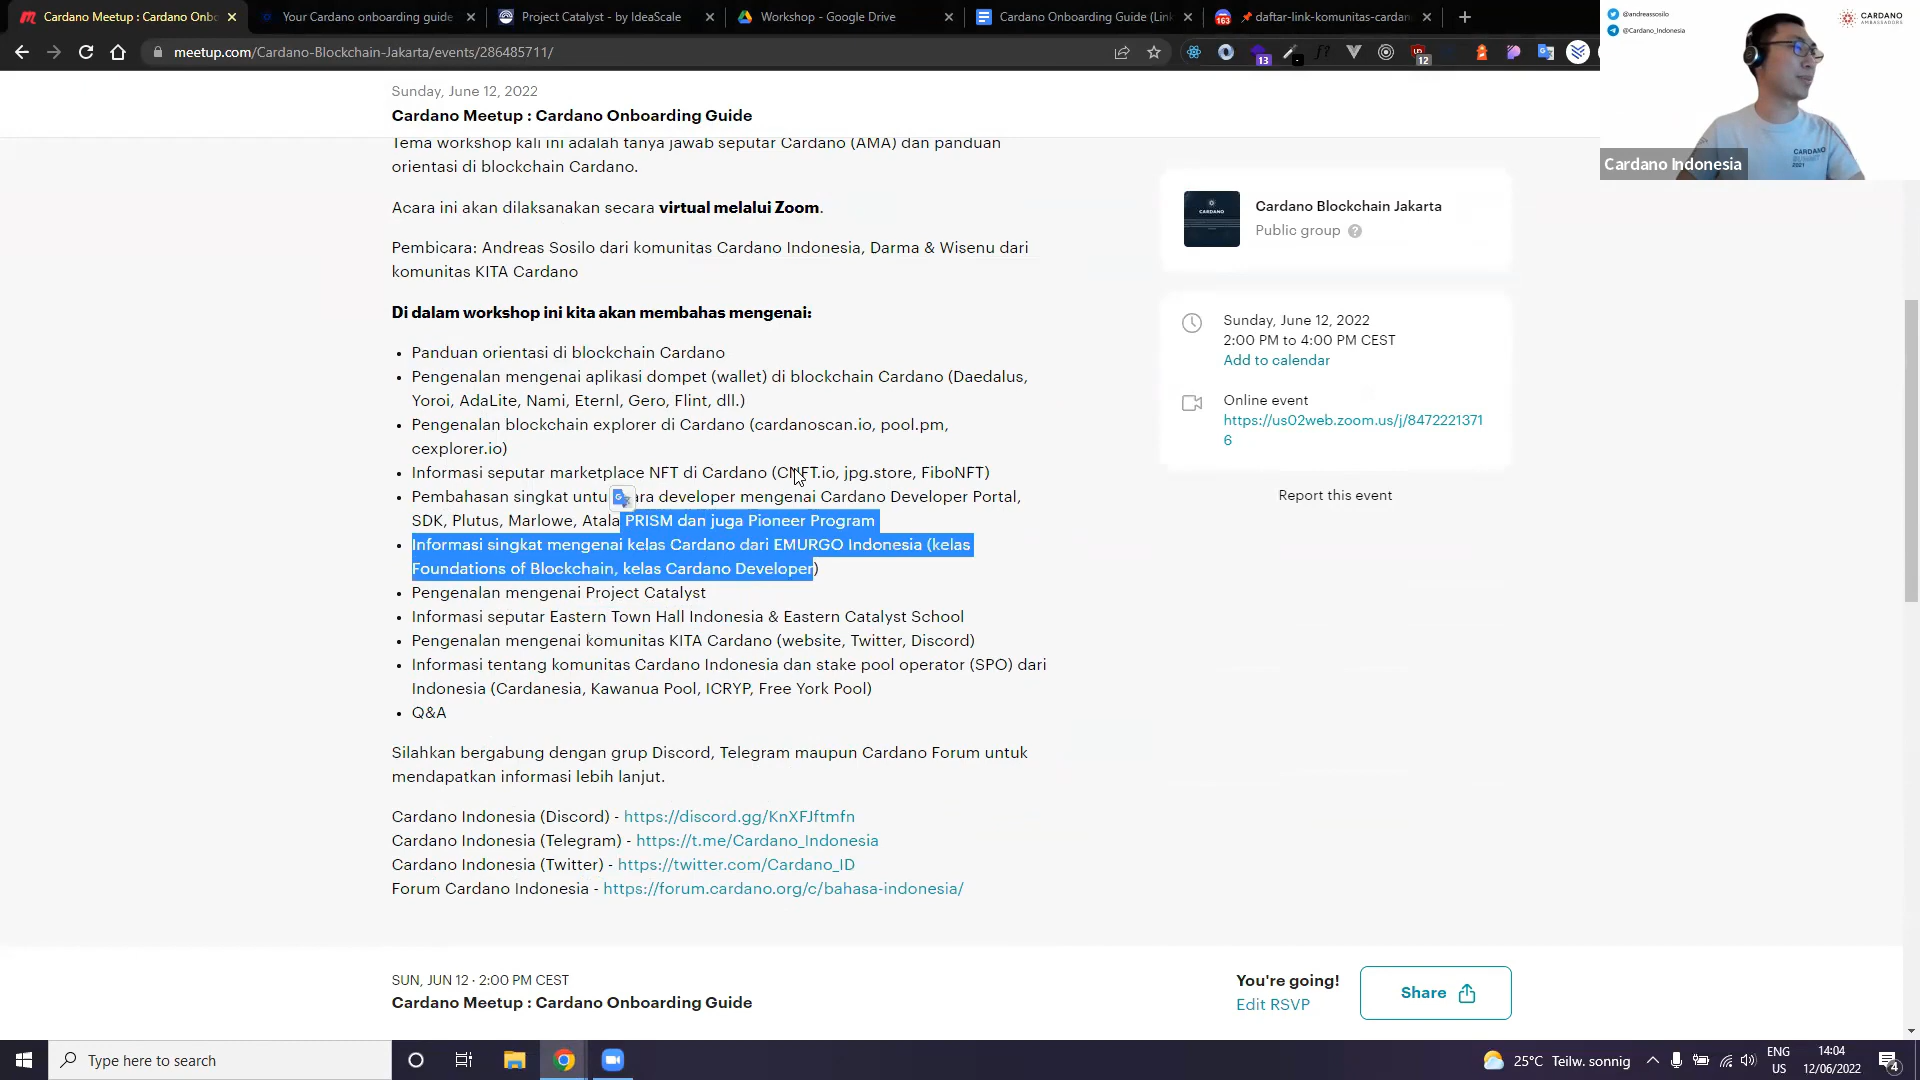 Cardano Meetup : Cardano Onbo
Your Cardano onboarding guide
Project Catalyst - by IdeaScale
Workshop - Google Drive
Cardano Onboarding Guide (Lin
daftar-link-komunitas-cardan
meetup.com/Cardano-Blockchain-Jakarta/events/286485711/
13
12
163
@andreassosilo
@Cardano_Indonesia
CARDANO
AMBASSADORS
CARDANO
SUMMIT
2021
Cardano Indonesia
Sunday, June 12, 2022
Cardano Meetup : Cardano Onboarding Guide
Tema workshop kali ini adalah tanya jawab seputar Cardano (AMA) dan panduan
orientasi di blockchain Cardano.
Acara ini akan dilaksanakan secara virtual melalui Zoom.
Pembicara: Andreas Sosilo dari komunitas Cardano Indonesia, Darma & Wisenu dari
komunitas KITA Cardano
Di dalam workshop ini kita akan membahas mengenai:
• Panduan orientasi di blockchain Cardano
• Pengenalan mengenai aplikasi dompet (wallet) di blockchain Cardano (Daedalus,
Yoroi, AdaLite, Nami, Eternl, Gero, Flint, dll.)
• Pengenalan blockchain explorer di Cardano (cardanoscan.io, pool.pm,
cexplorer.io)
• Informasi seputar marketplace NFT di Cardano (CNFT.io, jpg.store, FiboNFT)
• Pembahasan singkat untu ara developer mengenai Cardano Developer Portal,
SDK, Plutus, Marlowe, Atala PRISM dan juga Pioneer Program
• Informasi singkat mengenai kelas Cardano dari EMURGO Indonesia (kelas
Foundations of Blockchain, kelas Cardano Developer)
• Pengenalan mengenai Project Catalyst
• Informasi seputar Eastern Town Hall Indonesia & Eastern Catalyst School
• Pengenalan mengenai komunitas KITA Cardano (website, Twitter, Discord)
• Informasi tentang komunitas Cardano Indonesia dan stake pool operator (SPO) dari
Indonesia (Cardanesia, Kawanua Pool, ICRYP, Free York Pool)
• Q&A
Silahkan bergabung dengan grup Discord, Telegram maupun Cardano Forum untuk
mendapatkan informasi lebih lanjut.
Cardano Indonesia (Discord) - https://discord.gg/KnXFJftmfn
Cardano Indonesia (Telegram) - https://t.me/Cardano_Indonesia
Cardano Indonesia (Twitter) - https://twitter.com/Cardano_ID
Forum Cardano Indonesia - https://forum.cardano.org/c/bahasa-indonesia/
CARDANO
Cardano Blockchain Jakarta
Public group
Sunday, June 12, 2022
2:00 PM to 4:00 PM CEST
Add to calendar
Online event
https://us02web.zoom.us/j/8472221371
6
Report this event
SUN, JUN 12 · 2:00 PM CEST
Cardano Meetup : Cardano Onboarding Guide
You're going!
Edit RSVP
Share
Type here to search
25°C Teilw. sonnig
ENG
US
14:04
12/06/2022
4